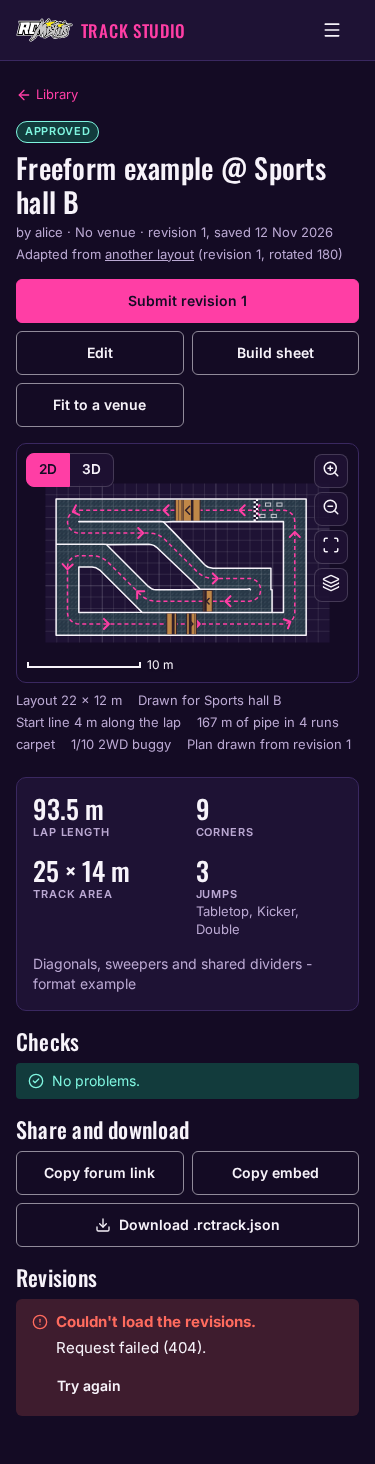 RC TRACK STUDIO
Library
APPROVED
Freeform example @ Sports
hall B
by alice · No venue · revision 1, saved 12 Nov 2026
Adapted from another layout (revision 1, rotated 180)
Submit revision 1
Edit
Build sheet
Fit to a venue
2D 3D
10 m
Layout 22 × 12 m Drawn for Sports hall B
Start line 4 m along the lap 167 m of pipe in 4 runs
carpet 1/10 2WD buggy Plan drawn from revision 1
93.5 m
LAP LENGTH
9
CORNERS
25 × 14 m
TRACK AREA
3
JUMPS
Tabletop, Kicker,
Double
Diagonals, sweepers and shared dividers -
format example
Checks
No problems.
Share and download
Copy forum link
Copy embed
Download .rctrack.json
Revisions
Couldn't load the revisions.
Request failed (404).
Try again